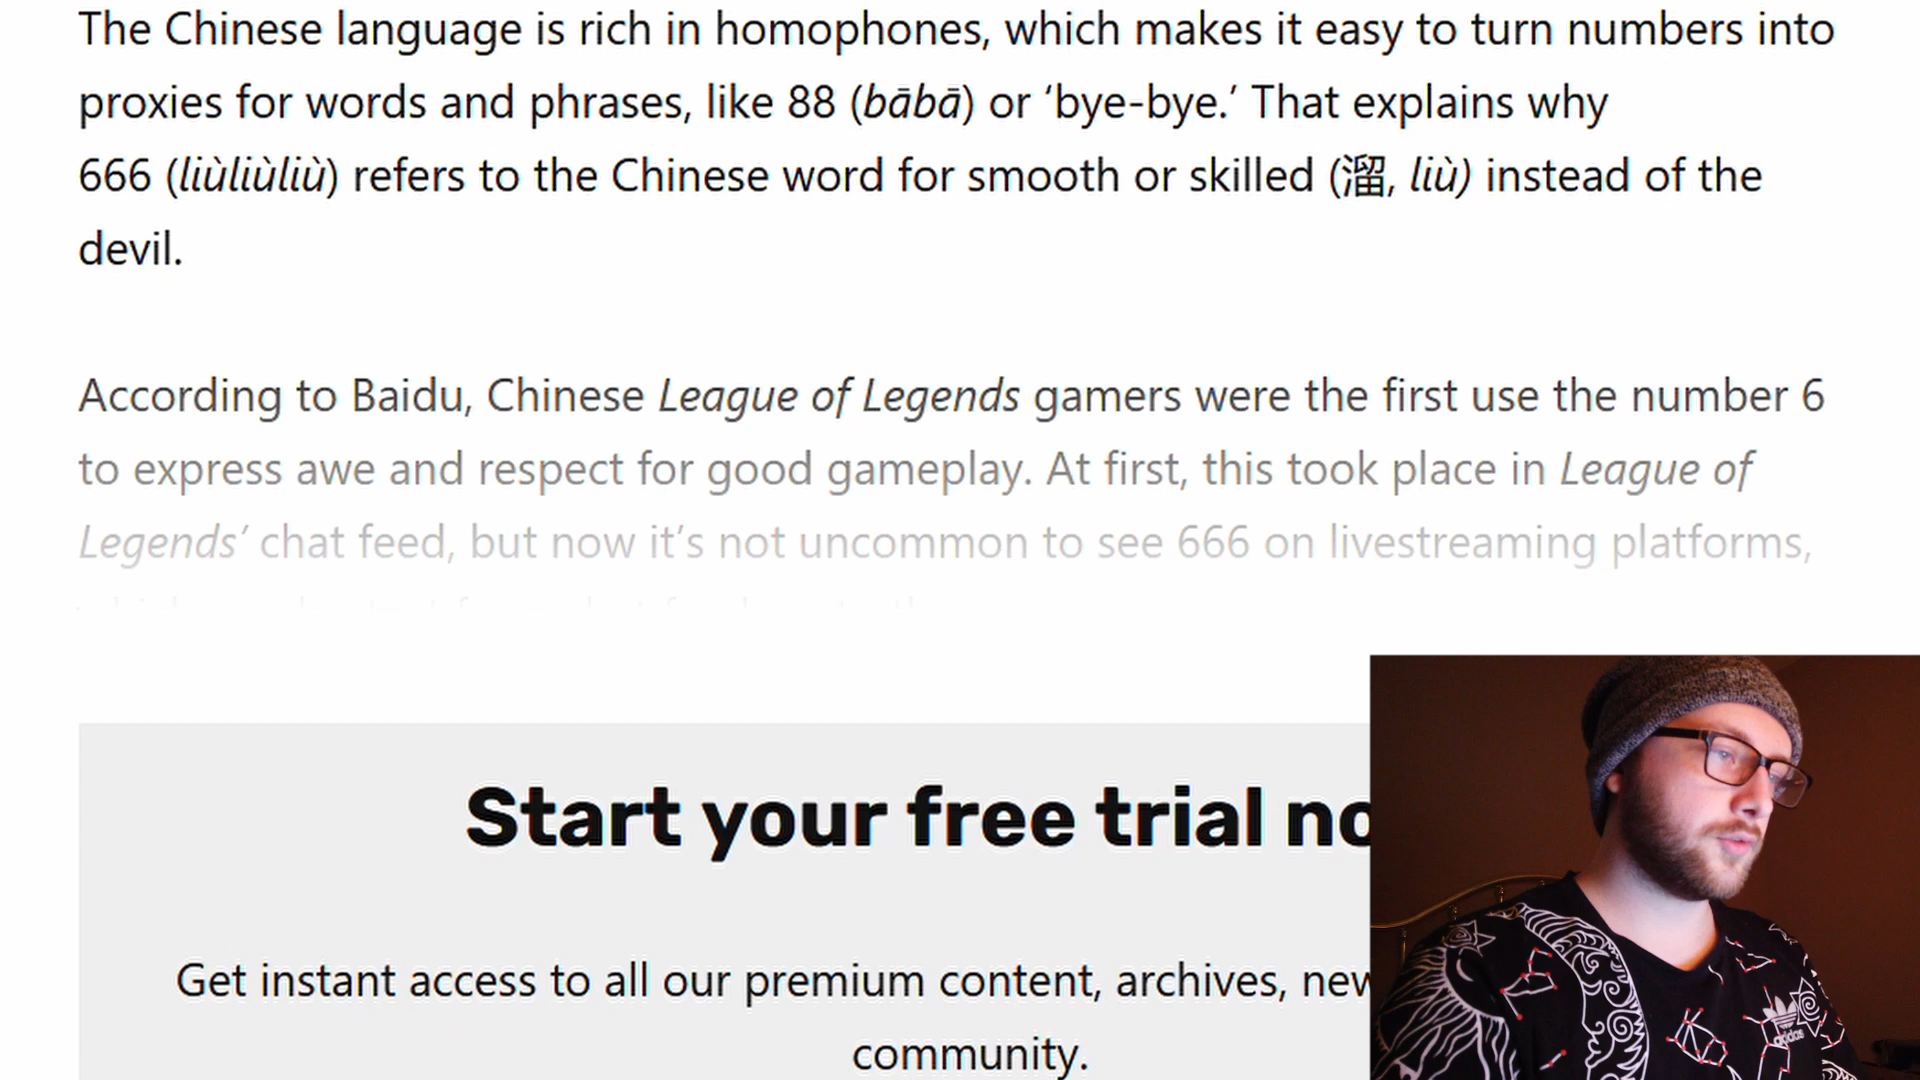 The Chinese language is rich in homophones, which makes it easy to turn numbers into
proxies for words and phrases, like 88 (bābā) or ‘bye-bye.’ That explains why
666 (liùliùliù) refers to the Chinese word for smooth or skilled (溜, liù) instead of the
devil.
According to Baidu, Chinese League of Legends gamers were the first use the number 6
to express awe and respect for good gameplay. At first, this took place in League of
Legends’ chat feed, but now it’s not uncommon to see 666 on livestreaming platforms,
Start your free trial no
Get instant access to all our premium content, archives, new
community.
adidas